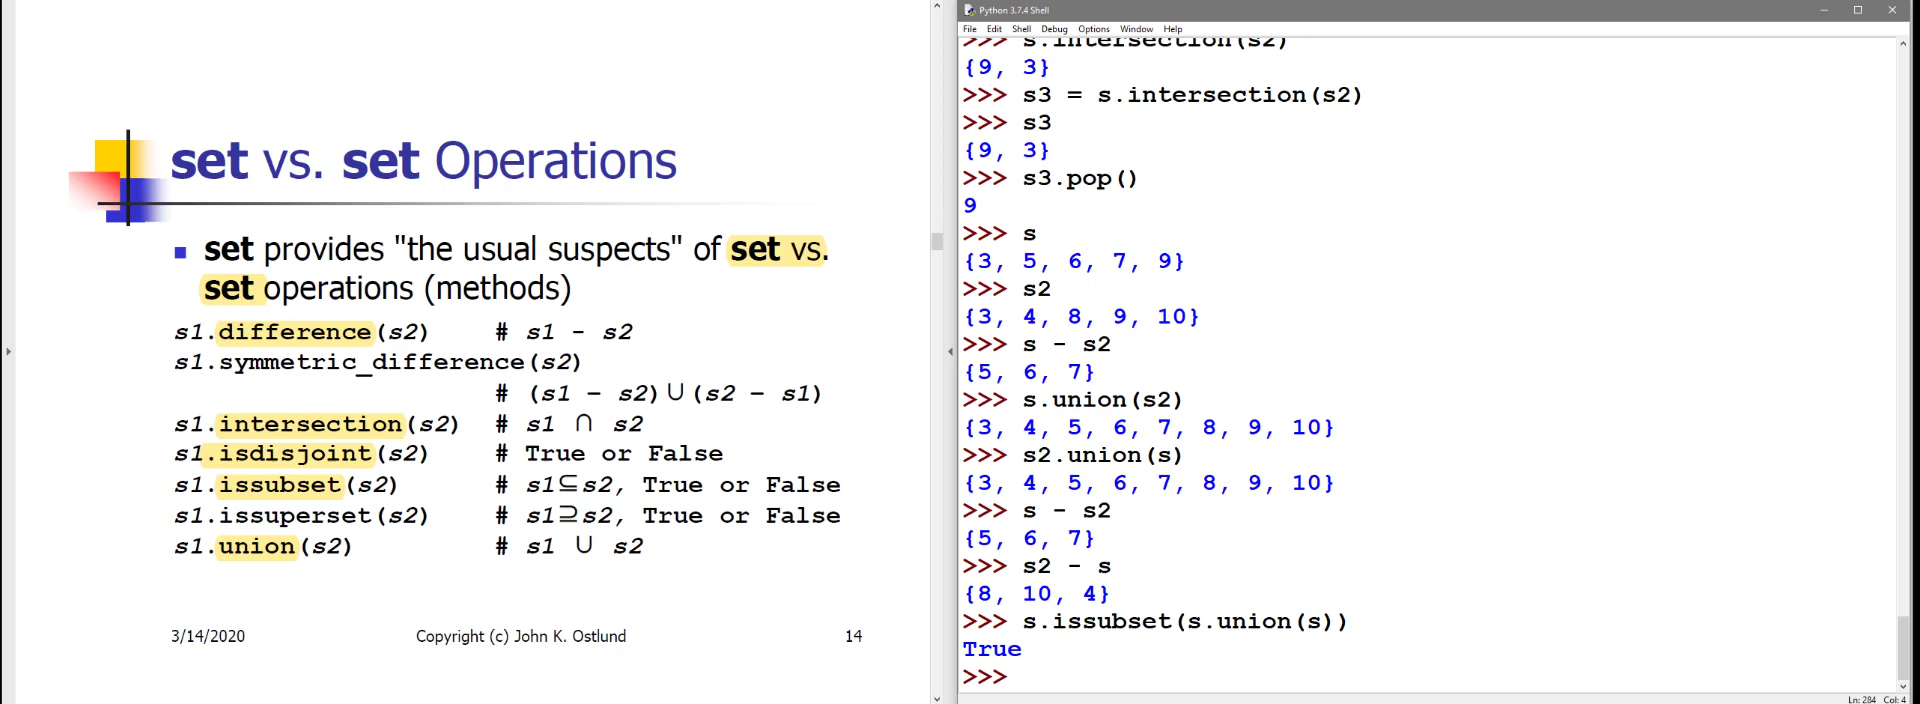 set vs. set Operations
set provides "the usual suspects" of set vs.
set operations (methods)
s1.difference(s2) # s1 - s2
s1.symmetric_difference(s2)
# (s1 – s2)∪(s2 – s1)
s1.intersection(s2) # s1 ∩ s2
s1.isdisjoint(s2) # True or False
s1.issubset(s2) # s1⊆s2, True or False
s1.issuperset(s2) # s1⊇s2, True or False
s1.union(s2) # s1 ∪ s2
3/14/2020 Copyright (c) John K. Ostlund 14
Python 3.7.4 Shell
File Edit Shell Debug Options Window Help
>>> s.intersection(s2)
{9, 3}
>>> s3 = s.intersection(s2)
>>> s3
{9, 3}
>>> s3.pop()
9
>>> s
{3, 5, 6, 7, 9}
>>> s2
{3, 4, 8, 9, 10}
>>> s - s2
{5, 6, 7}
>>> s.union(s2)
{3, 4, 5, 6, 7, 8, 9, 10}
>>> s2.union(s)
{3, 4, 5, 6, 7, 8, 9, 10}
>>> s - s2
{5, 6, 7}
>>> s2 - s
{8, 10, 4}
>>> s.issubset(s.union(s))
True
>>>
Ln: 284 Col: 4